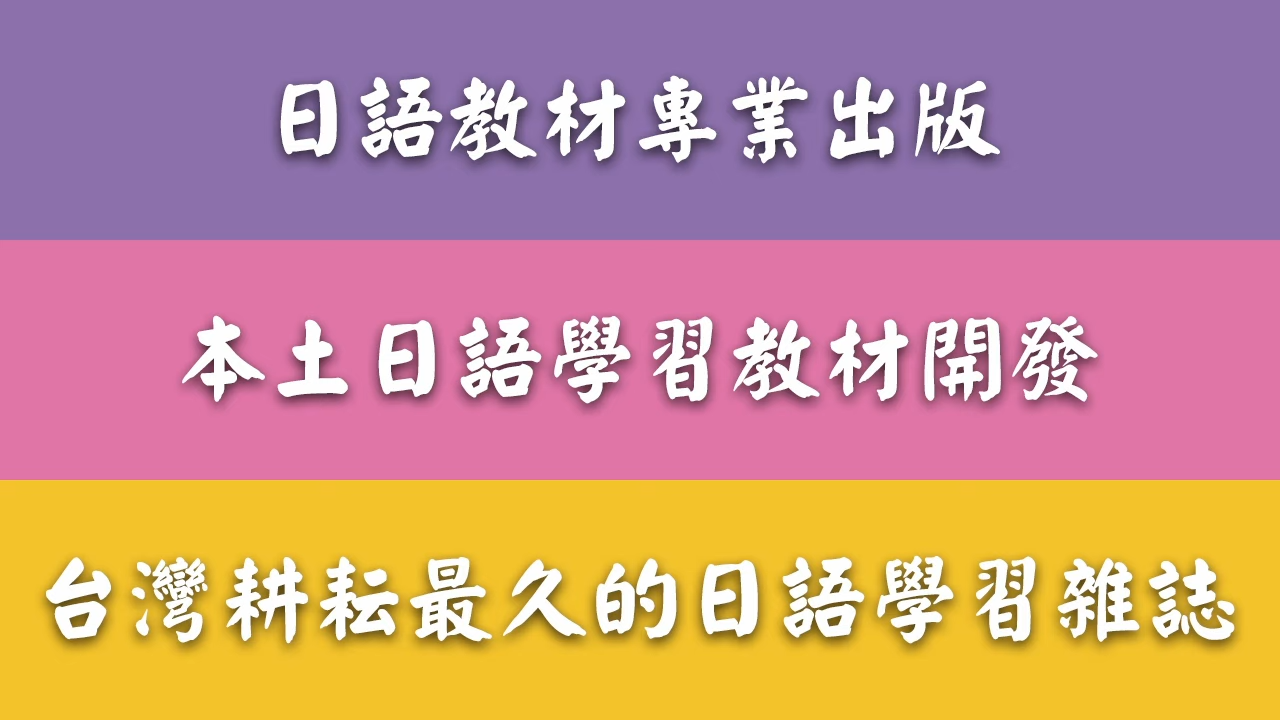 日語教材專業出版
本土日語學習教材開發
台灣耕耘最久的日語學習雜誌